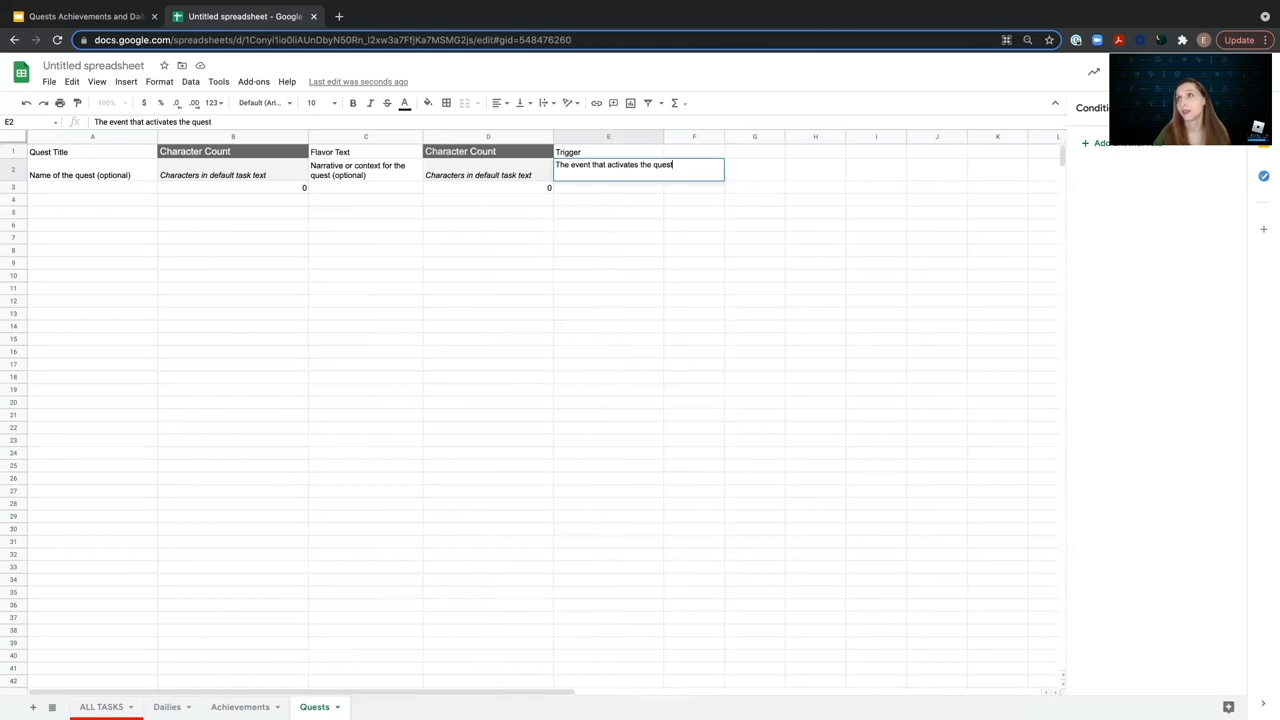 Quests Achievements and Dail
Untitled spreadsheet - Google
docs.google.com/spreadsheets/d/1Conyi1io0liAUnDbyN50Rn_I2xw3a7FfjKa7MSMG2js/edit#gid=548476260
E
Update
Untitled spreadsheet
File Edit View Insert Format Data Tools Add-ons Help Last edit was seconds ago
100% $ % .0 .00 123 Default (Ari... 10 B I S A
E2 fx The event that activates the quest
Conditio
+ Add
A B C D E F G H I J K L
1 Quest Title Character Count Flavor Text Character Count Trigger
2 Name of the quest (optional) Characters in default task text Narrative or context for the quest (optional) Characters in default task text The event that activates the quest
3 0 0
4
5
6
7
8
9
10
11
12
13
14
15
16
17
18
19
20
21
22
23
24
25
26
27
28
29
30
31
32
33
34
35
36
37
38
39
40
41
42
ALL TASKS Dailies Achievements Quests